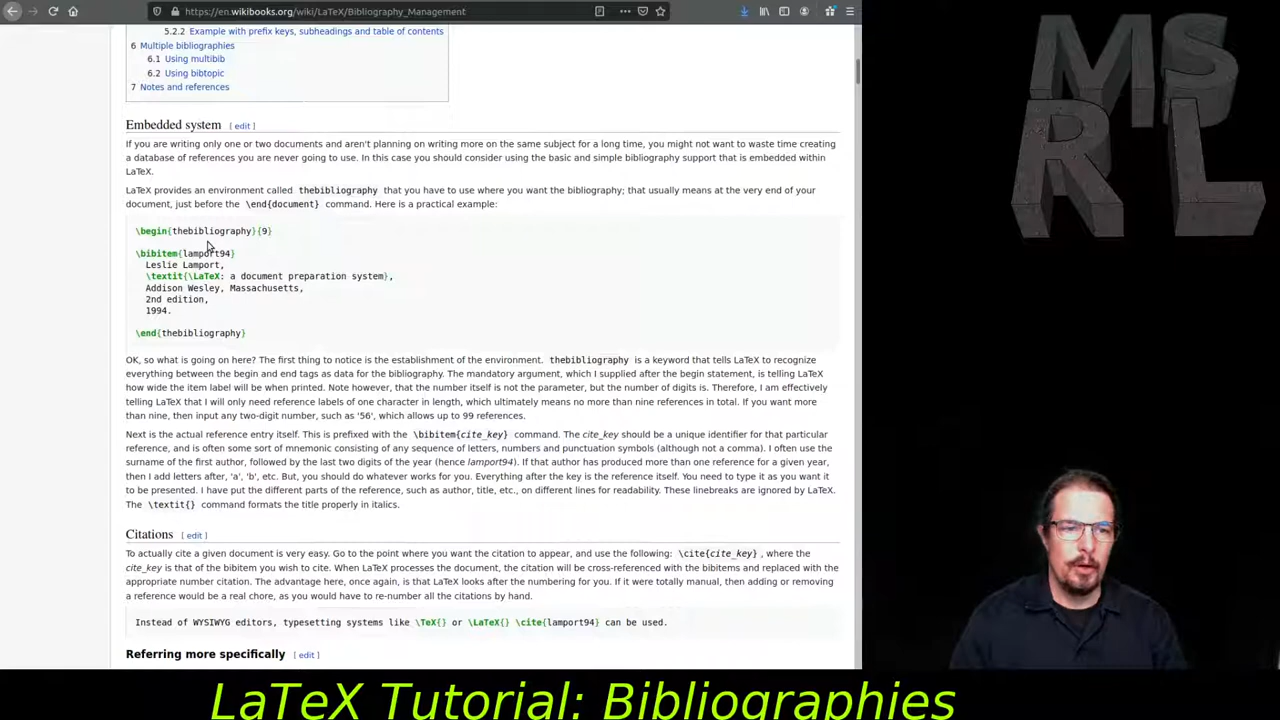 https://en.wikibooks.org/wiki/LaTeX/Bibliography_Management
5.2.2 Example with prefix keys, subheadings and table of contents
6 Multiple bibliographies
6.1 Using multibib
6.2 Using bibtopic
7 Notes and references
Embedded system [ edit ]
If you are writing only one or two documents and aren't planning on writing more on the same subject for a long time, you might not want to waste time creating
a database of references you are never going to use. In this case you should consider using the basic and simple bibliography support that is embedded within
LaTeX.
LaTeX provides an environment called thebibliography that you have to use where you want the bibliography; that usually means at the very end of your
document, just before the \end{document} command. Here is a practical example:
\begin{thebibliography}{9}
\bibitem{lamport94}
Leslie Lamport,
\textit{\LaTeX: a document preparation system},
Addison Wesley, Massachusetts,
2nd edition,
1994.
\end{thebibliography}
OK, so what is going on here? The first thing to notice is the establishment of the environment. thebibliography is a keyword that tells LaTeX to recognize
everything between the begin and end tags as data for the bibliography. The mandatory argument, which I supplied after the begin statement, is telling LaTeX
how wide the item label will be when printed. Note however, that the number itself is not the parameter, but the number of digits is. Therefore, I am effectively
telling LaTeX that I will only need reference labels of one character in length, which ultimately means no more than nine references in total. If you want more
than nine, then input any two-digit number, such as '56', which allows up to 99 references.
Next is the actual reference entry itself. This is prefixed with the \bibitem{cite_key} command. The cite_key should be a unique identifier for that particular
reference, and is often some sort of mnemonic consisting of any sequence of letters, numbers and punctuation symbols (although not a comma). I often use the
surname of the first author, followed by the last two digits of the year (hence lamport94). If that author has produced more than one reference for a given year,
then I add letters after, 'a', 'b', etc. But, you should do whatever works for you. Everything after the key is the reference itself. You need to type it as you want it
to be presented. I have put the different parts of the reference, such as author, title, etc., on different lines for readability. These linebreaks are ignored by LaTeX.
The \textit{} command formats the title properly in italics.
Citations [ edit ]
To actually cite a given document is very easy. Go to the point where you want the citation to appear, and use the following: \cite{cite_key}, where the
cite_key is that of the bibitem you wish to cite. When LaTeX processes the document, the citation will be cross-referenced with the bibitems and replaced with the
appropriate number citation. The advantage here, once again, is that LaTeX looks after the numbering for you. If it were totally manual, then adding or removing
a reference would be a real chore, as you would have to re-number all the citations by hand.
Instead of WYSIWYG editors, typesetting systems like \TeX{} or \LaTeX{} \cite{lamport94} can be used.
Referring more specifically [ edit ]
MS
RL
LaTeX Tutorial: Bibliographies